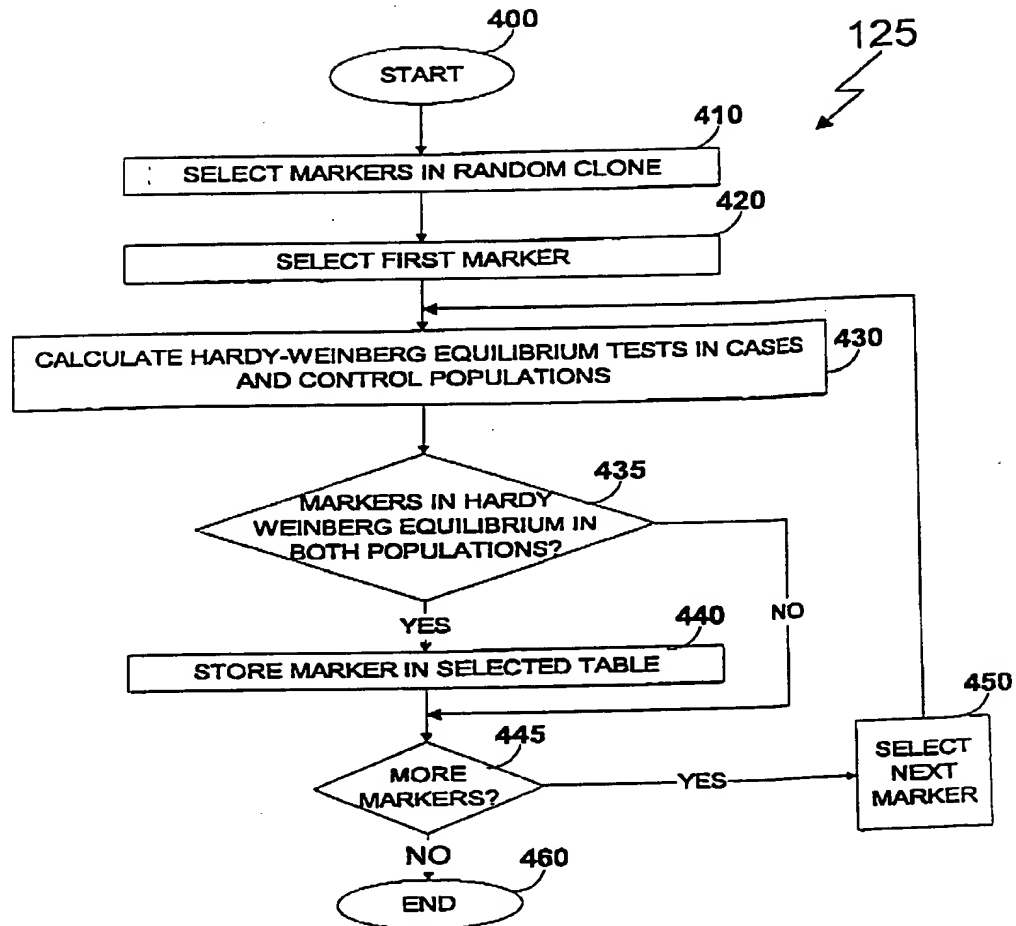 400
125
START
410
SELECT MARKERS IN RANDOM CLONE
420
SELECT FIRST MARKER
CALCULATE HARDY-WEINBERG EQUILIBRIUM TESTS IN CASES
AND CONTROL POPULATIONS
430
435
MARKERS IN HARDY
WEINBERG EQUILIBRIUM IN
BOTH POPULATIONS?
YES
NO
440
STORE MARKER IN SELECTED TABLE
450
445
MORE
MARKERS?
YES
SELECT
NEXT
MARKER
NO
460
END